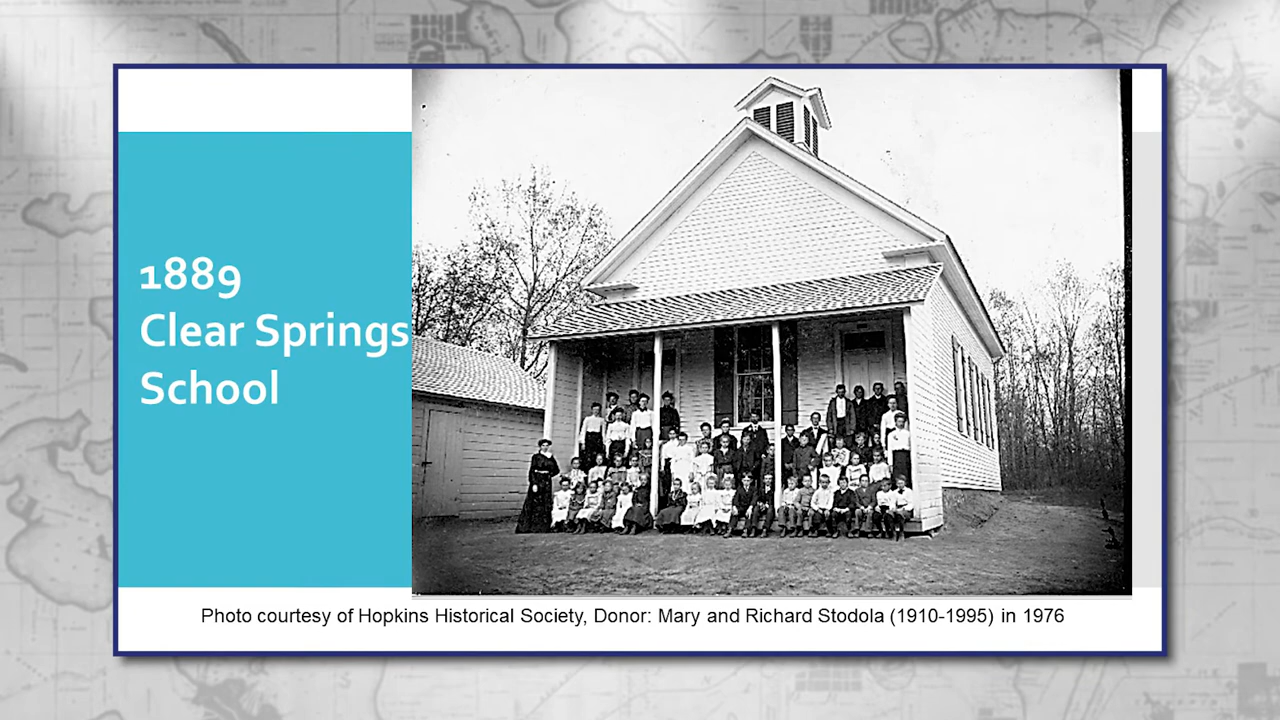 1889
Clear Springs
School
Photo courtesy of Hopkins Historical Society, Donor: Mary and Richard Stodola (1910-1995) in 1976